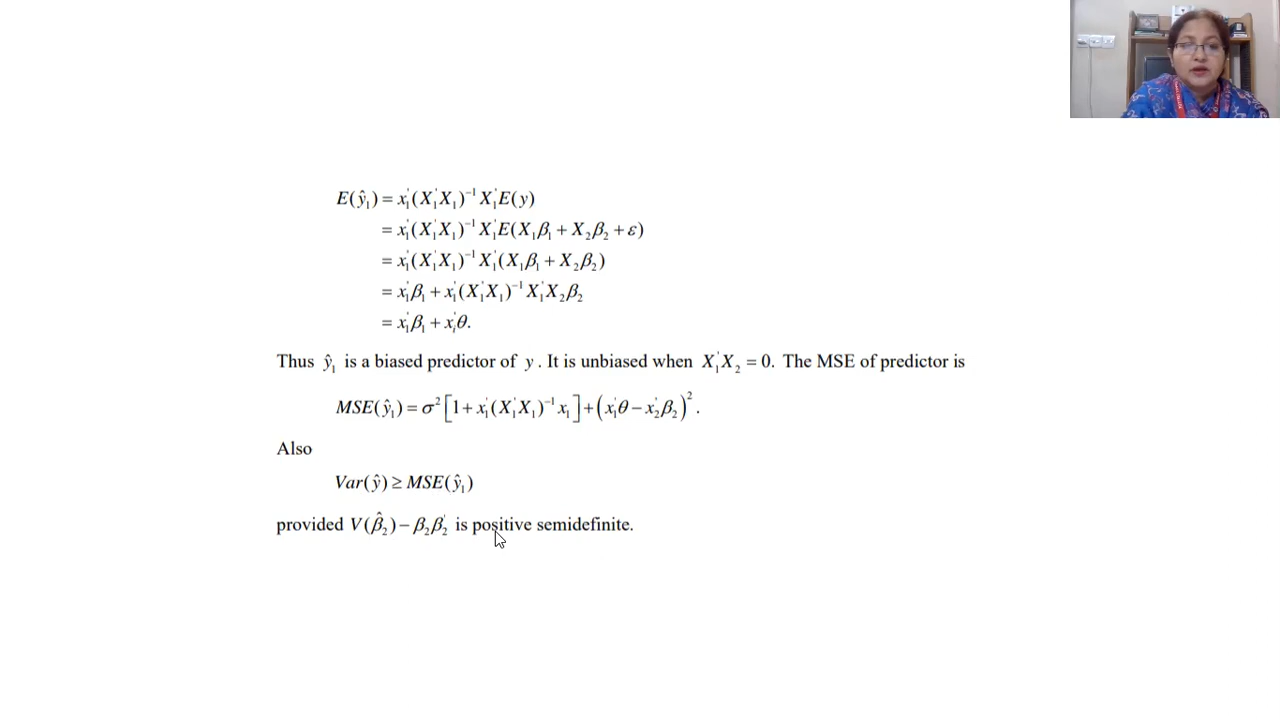 E(ŷ₁) = x₁'(X₁'X₁)⁻¹X₁'E(y)
= x₁'(X₁'X₁)⁻¹X₁'E(X₁β₁ + X₂β₂ + ε)
= x₁'(X₁'X₁)⁻¹X₁'(X₁β₁ + X₂β₂)
= x₁'β₁ + x₁'(X₁'X₁)⁻¹X₁'X₂β₂
= x₁'β₁ + xᵢ'θ.
Thus ŷ₁ is a biased predictor of y. It is unbiased when X₁'X₂ = 0. The MSE of predictor is
MSE(ŷ₁) = σ²[1 + x₁'(X₁'X₁)⁻¹x₁] + (x₁'θ − x₂'β₂)².
Also
Var(ŷ) ≥ MSE(ŷ₁)
provided V(β̂₂) − β₂β₂' is positive semidefinite.